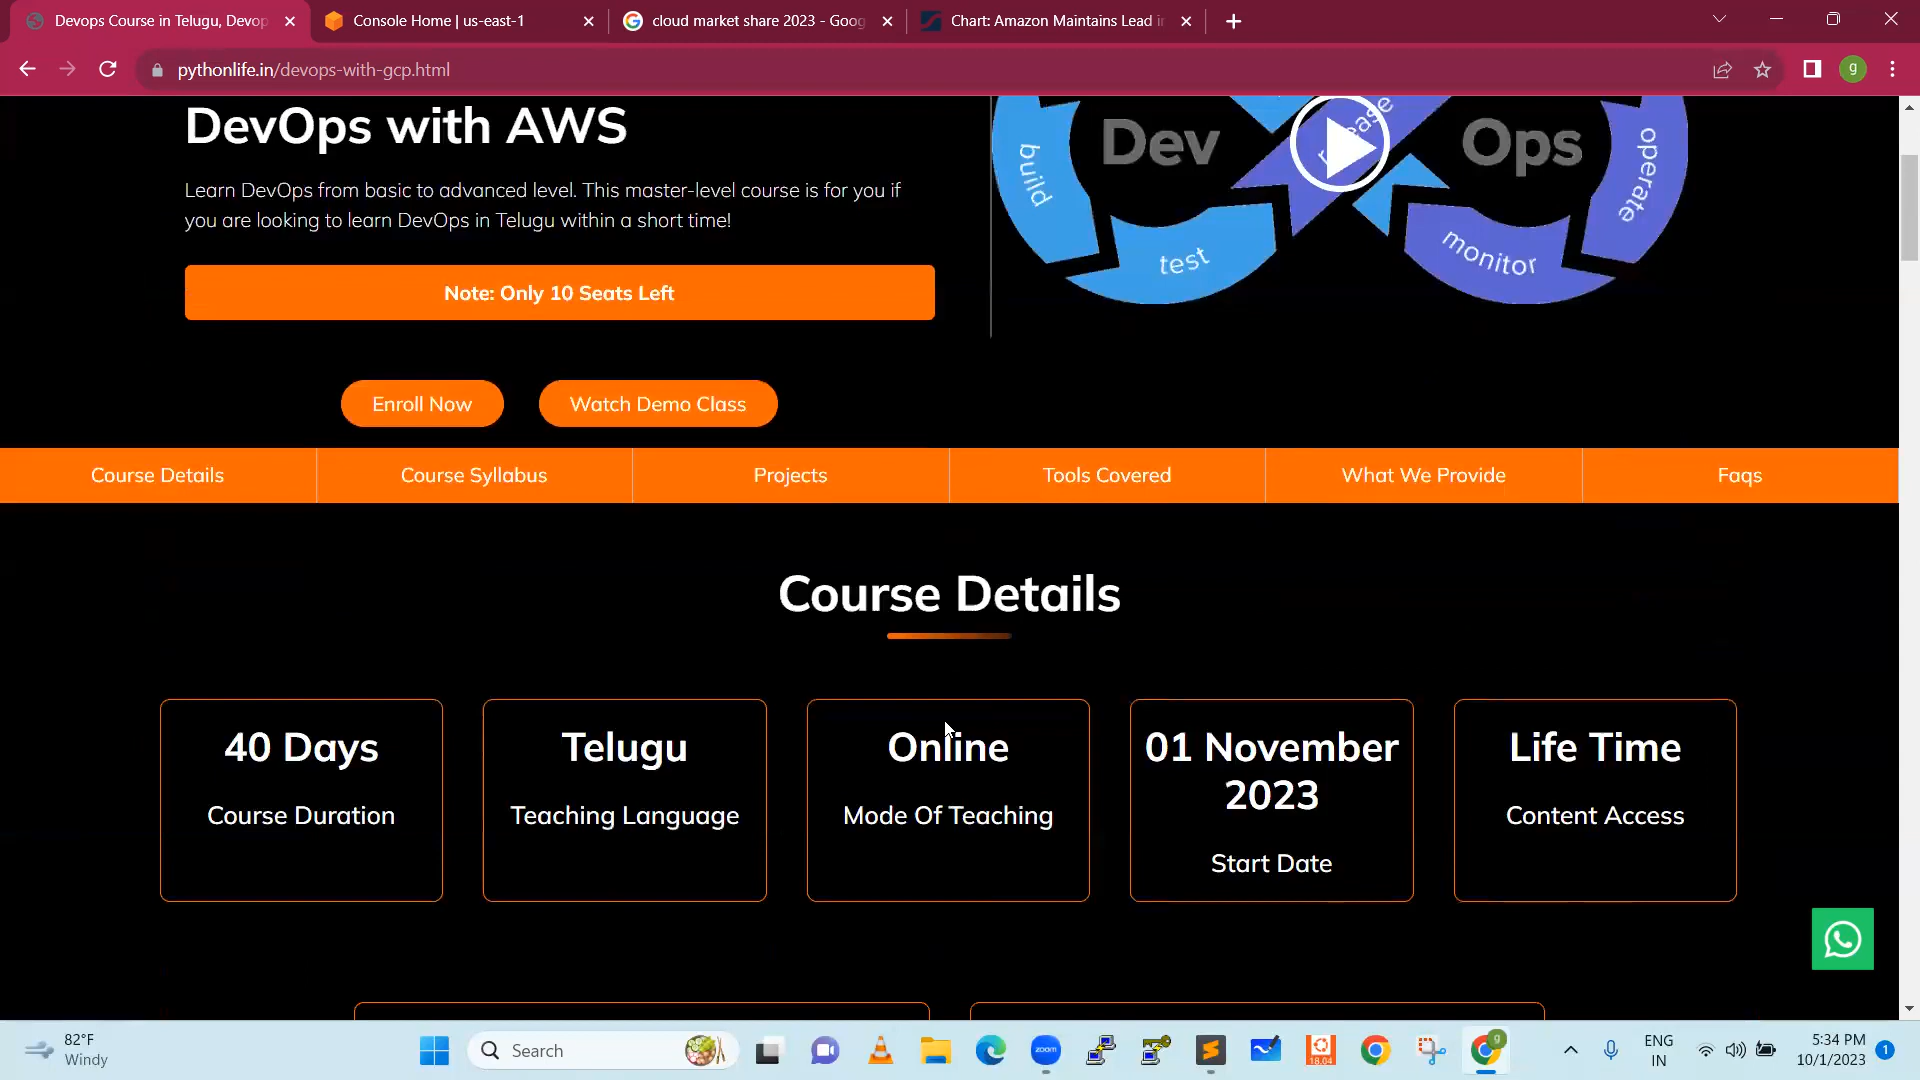 Devops Course in Telugu, Devop
Console Home | us-east-1
cloud market share 2023 - Goog
Chart: Amazon Maintains Lead i
pythonlife.in/devops-with-gcp.html
g
DevOps with AWS
Learn DevOps from basic to advanced level. This master-level course is for you if
you are looking to learn DevOps in Telugu within a short time!
Note: Only 10 Seats Left
Enroll Now
Watch Demo Class
Dev
Ops
build
test
release
monitor
operate
Course Details
Course Syllabus
Projects
Tools Covered
What We Provide
Faqs
Course Details
40 Days
Course Duration
Telugu
Teaching Language
Online
Mode Of Teaching
01 November
2023
Start Date
Life Time
Content Access
82°F
Windy
Search
zoom
18.04
g
ENG
IN
5:34 PM
10/1/2023
1